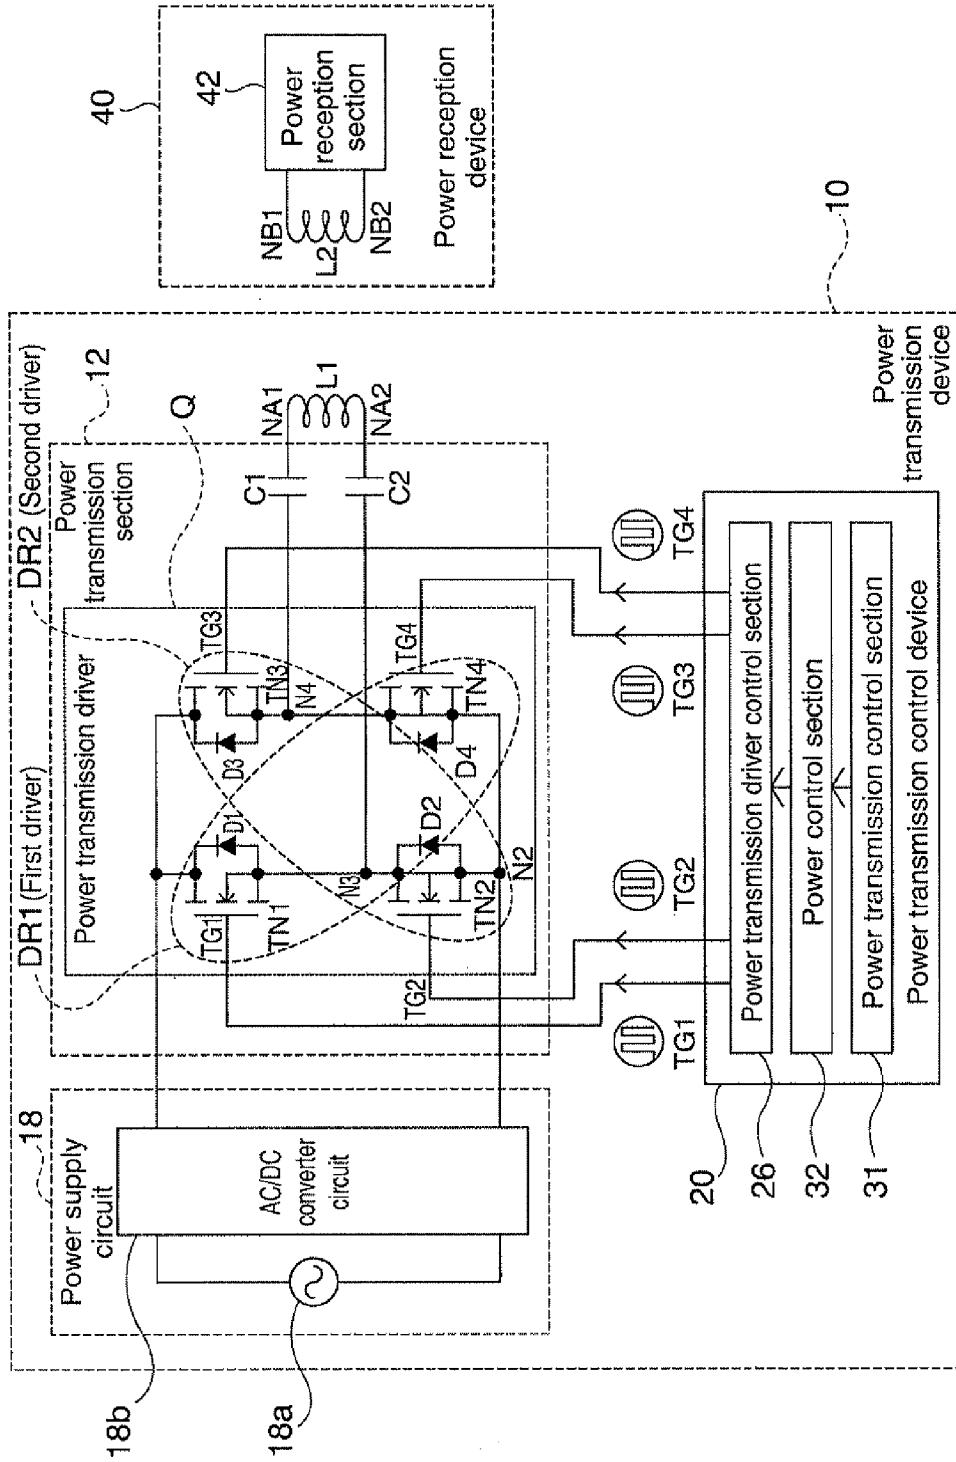 18
Power supply
circuit
AC/DC
converter
circuit
18b
18a
DR1 (First driver)
DR2 (Second driver)
12
Q
Power
transmission
section
Power transmission driver
TG1
TN1
D1
D3
TG3
TN3
N4
N3
TG2
TN2
D2
N2
D4
TN4
TG4
C1
C2
NA1
L1
NA2
40
42
Power
reception
section
NB1
L2
NB2
Power reception
device
10
Power
transmission
device
TG1
TG2
TG3
TG4
20
26
32
31
Power transmission driver control section
Power control section
Power transmission control section
Power transmission control device